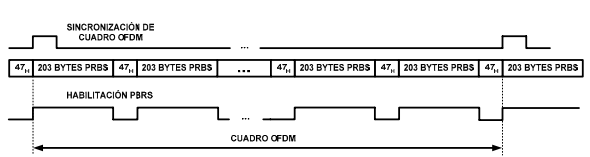 SINCRONIZACIÓN DE
CUADRO OFDM
...
47H 203 BYTES PRBS 47H 203 BYTES PRBS ... 203 BYTES PRBS 47H 203 BYTES PRBS 47H 203 BYTES PRBS
HABILITACIÓN PBRS
...
CUADRO OFDM